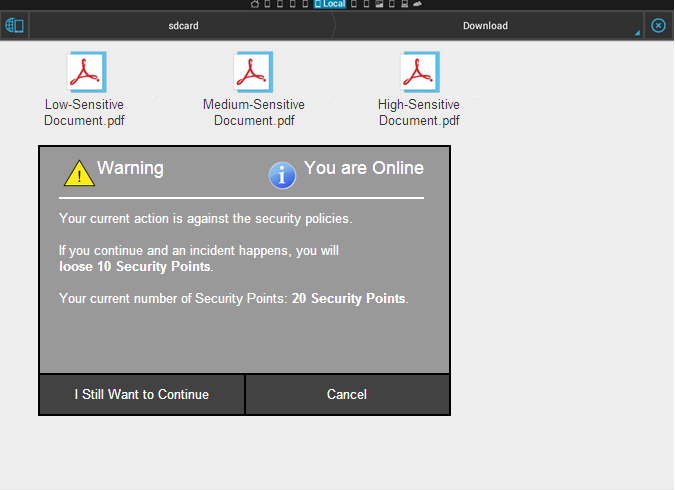 Local
sdcard
Download
Low-Sensitive
Document.pdf
Medium-Sensitive
Document.pdf
High-Sensitive
Document.pdf
Warning
You are Online
Your current action is against the security policies.
If you continue and an incident happens, you will
loose 10 Security Points.
Your current number of Security Points: 20 Security Points.
I Still Want to Continue
Cancel